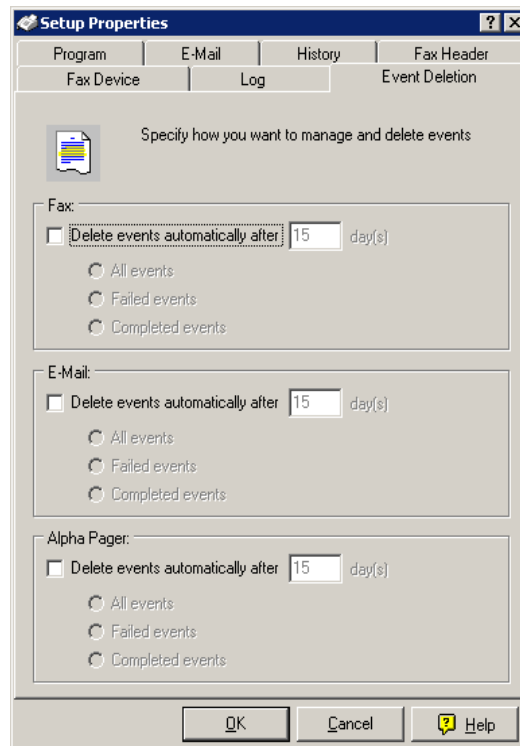 Setup Properties
Program E-Mail History Fax Header
Fax Device Log Event Deletion
Specify how you want to manage and delete events
Fax:
Delete events automatically after 15 day(s)
All events
Failed events
Completed events
E-Mail:
Delete events automatically after 15 day(s)
All events
Failed events
Completed events
Alpha Pager:
Delete events automatically after 15 day(s)
All events
Failed events
Completed events
OK Cancel Help